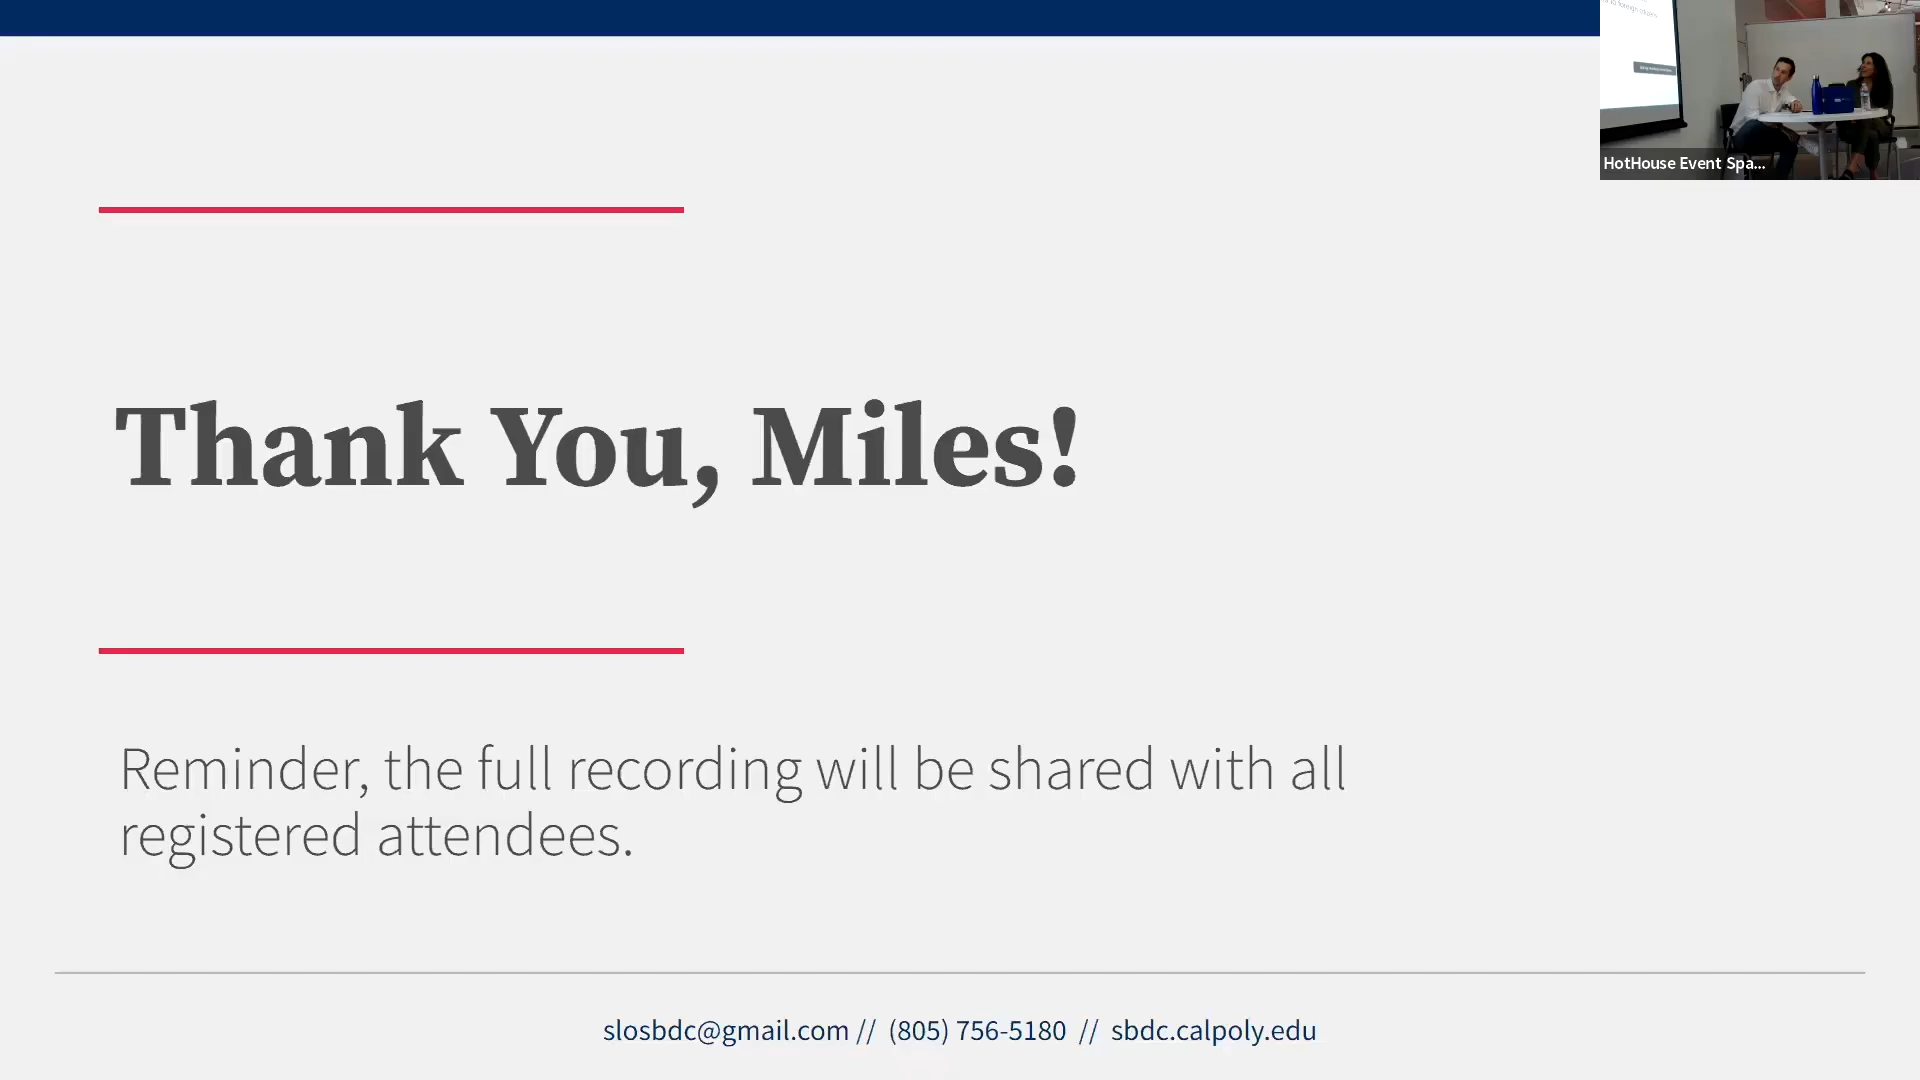 HotHouse Event Spa...
Thank You, Miles!
Reminder, the full recording will be shared with all
registered attendees.
slosbdc@gmail.com // (805) 756-5180 // sbdc.calpoly.edu